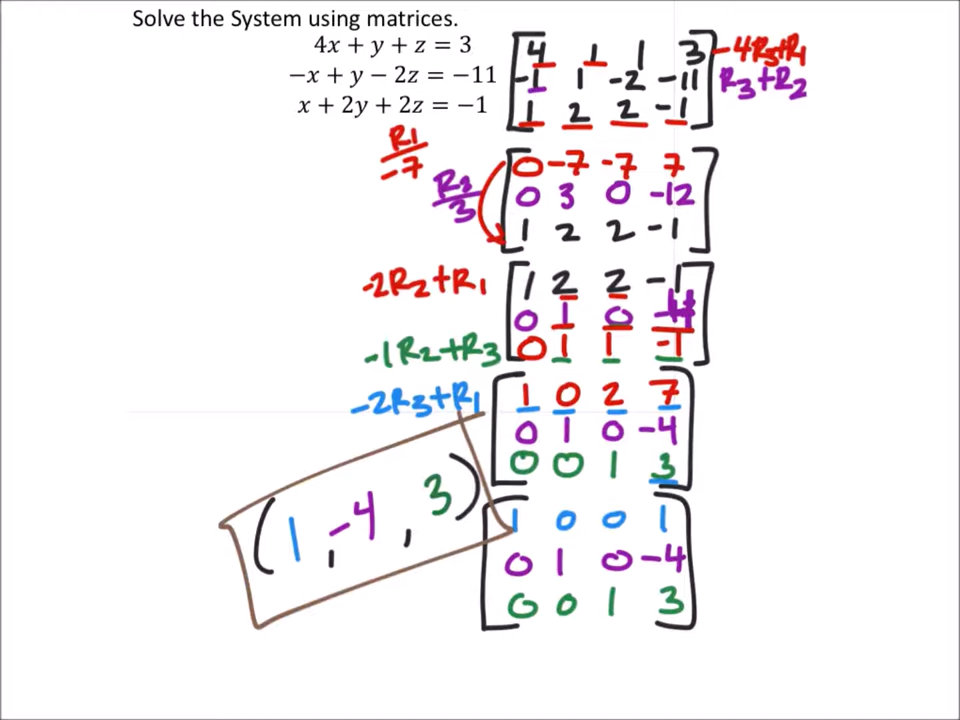 Solve the System using matrices.
4x + y + z = 3
−x + y − 2z = −11
x + 2y + 2z = −1
4 1 1 3 -4R3+R1
-1 1 -2 -11 R3+R2
1 2 2 -1
R1/-7
0 -7 -7 7
R2/3
0 3 0 -12
1 2 2 -1
-2R2+R1
1 2 2 -1
0 1 0 -4
-1R2+R3
0 1 1 -1
-2R3+R1
1 0 2 7
0 1 0 -4
0 0 1 3
(1, -4, 3)
1 0 0 1
0 1 0 -4
0 0 1 3